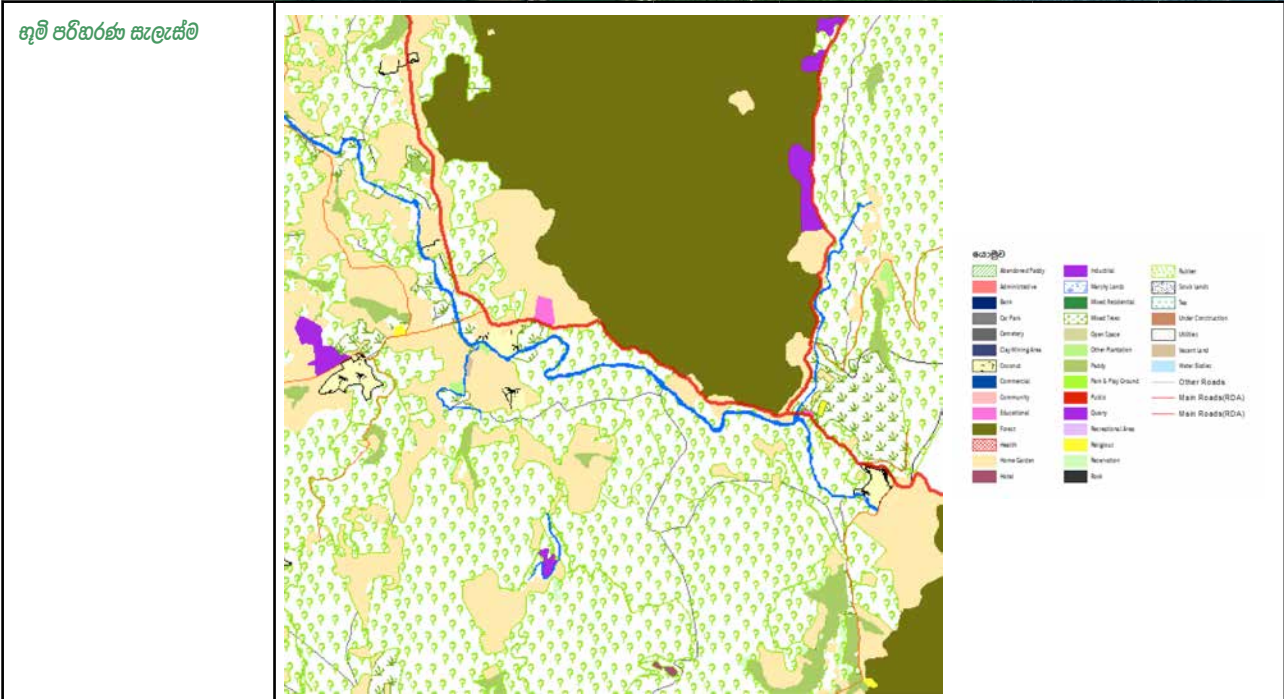 භූමි පරිහරණ සැලැස්ම
යොමුව
Abandoned Paddy
Administrative
Bank
Car Park
Cemetery
Clay Mining Area
Coconut
Commercial
Community
Educational
Forest
Health
Home Garden
Hotel
Industrial
Marshy Lands
Mixed Residential
Mixed Trees
Open Space
Other Plantation
Paddy
Park & Play Ground
Public
Quarry
Recreational Area
Religious
Reservation
Rock
Rubber
Scrub Lands
Tea
Under Construction
Utilities
Vacant Land
Water Bodies
Other Roads
Main Roads(RDA)
Main Roads(RDA)